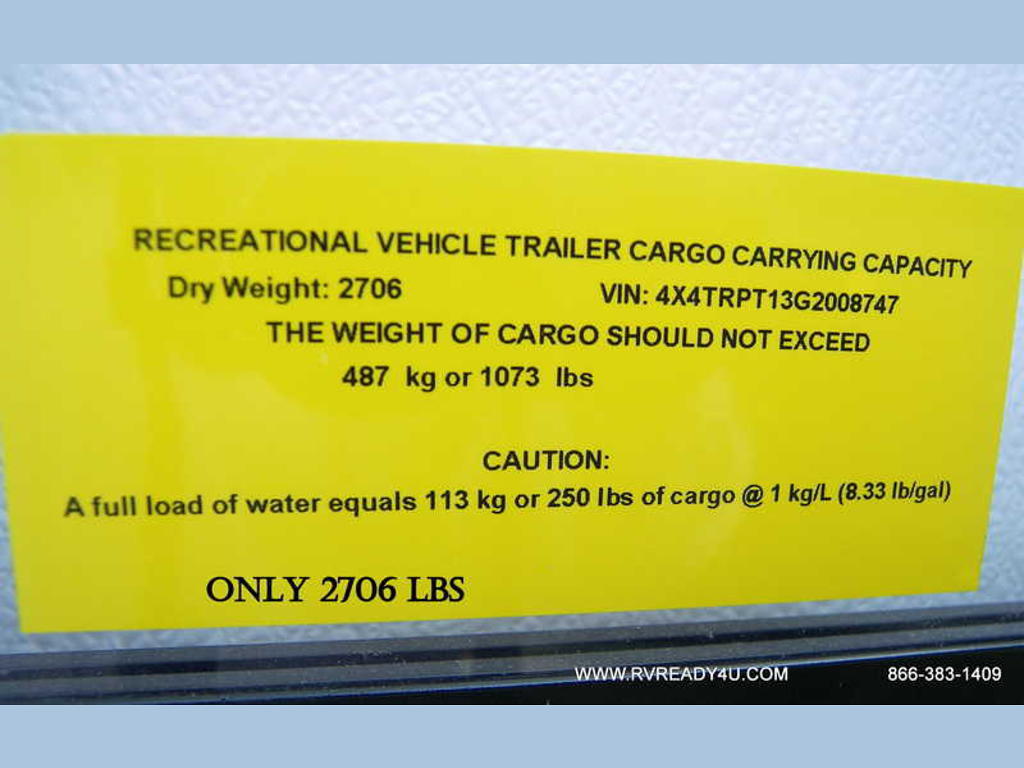 RECREATIONAL VEHICLE TRAILER CARGO CARRYING CAPACITY
Dry Weight: 2706 VIN: 4X4TRPT13G2008747
THE WEIGHT OF CARGO SHOULD NOT EXCEED
487 kg or 1073 lbs
CAUTION:
A full load of water equals 113 kg or 250 lbs of cargo @ 1 kg/L (8.33 lb/gal)
ONLY 2706 LBS
WWW.RVREADY4U.COM 866-383-1409